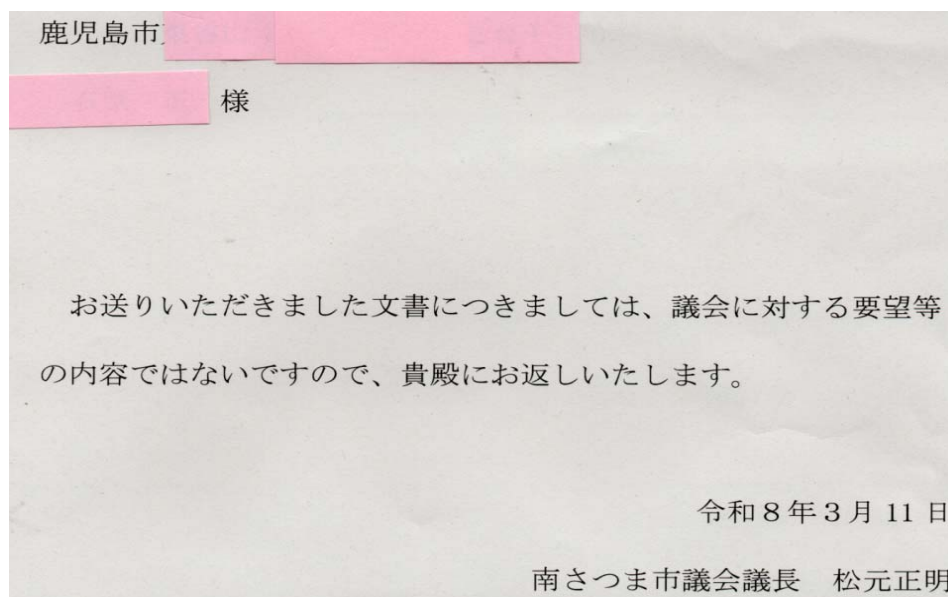 鹿児島市
様
お送りいただきました文書につきましては、議会に対する要望等
の内容ではないですので、貴殿にお返しいたします。
令和8年3月11日
南さつま市議会議長　松元正明